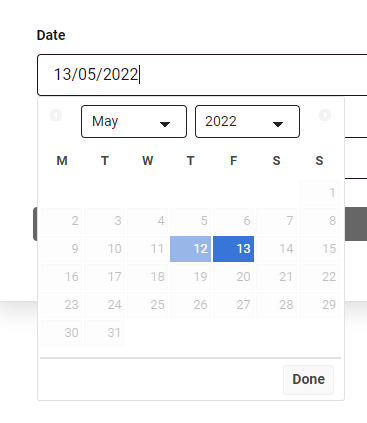 Date
13/05/2022
May 2022
M T W T F S S
1
2 3 4 5 6 7 8
9 10 11 12 13 14 15
16 17 18 19 20 21 22
23 24 25 26 27 28 29
30 31
Done